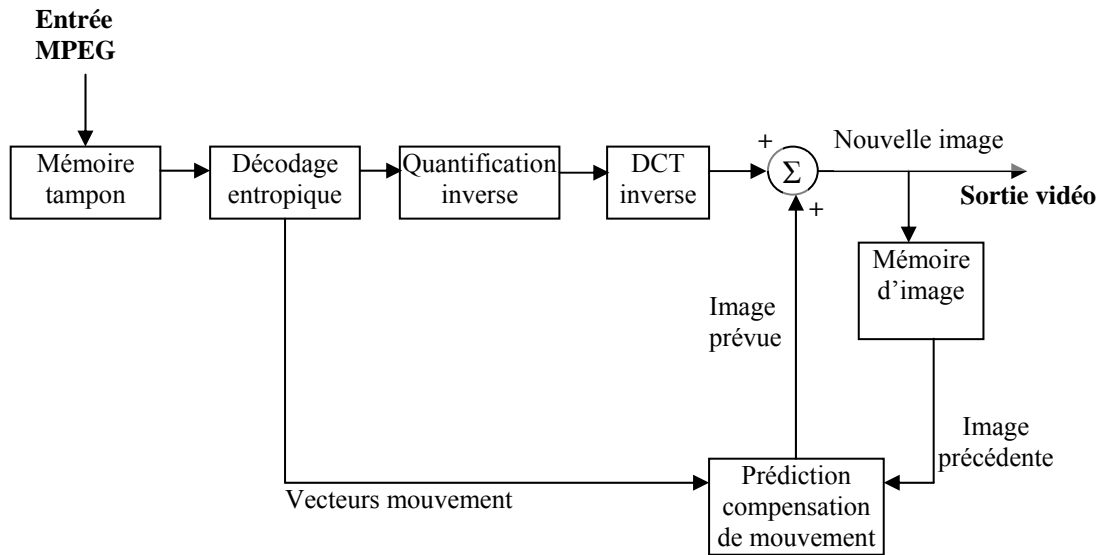 Entrée
MPEG
Mémoire
tampon
Décodage
entropique
Quantification
inverse
DCT
inverse
+
Σ
+
Nouvelle image
Sortie vidéo
Mémoire
d'image
Image
prévue
Image
précédente
Vecteurs mouvement
Prédiction
compensation
de mouvement